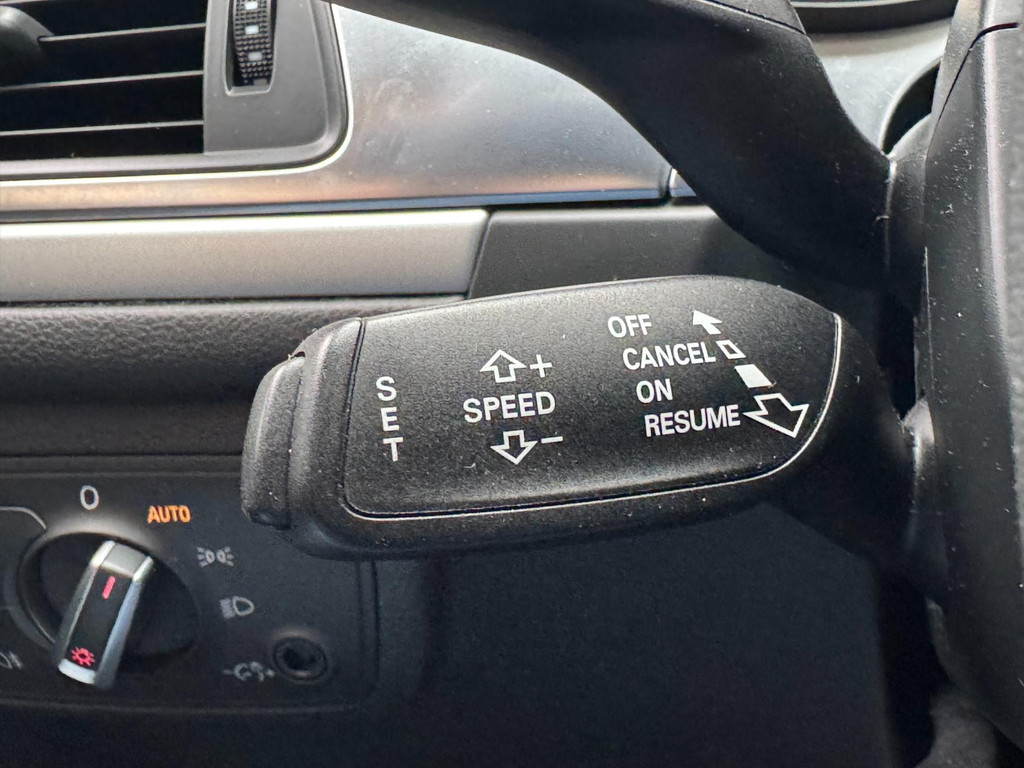 OFF
CANCEL
ON
RESUME
+
SPEED
−
SET
0
AUTO